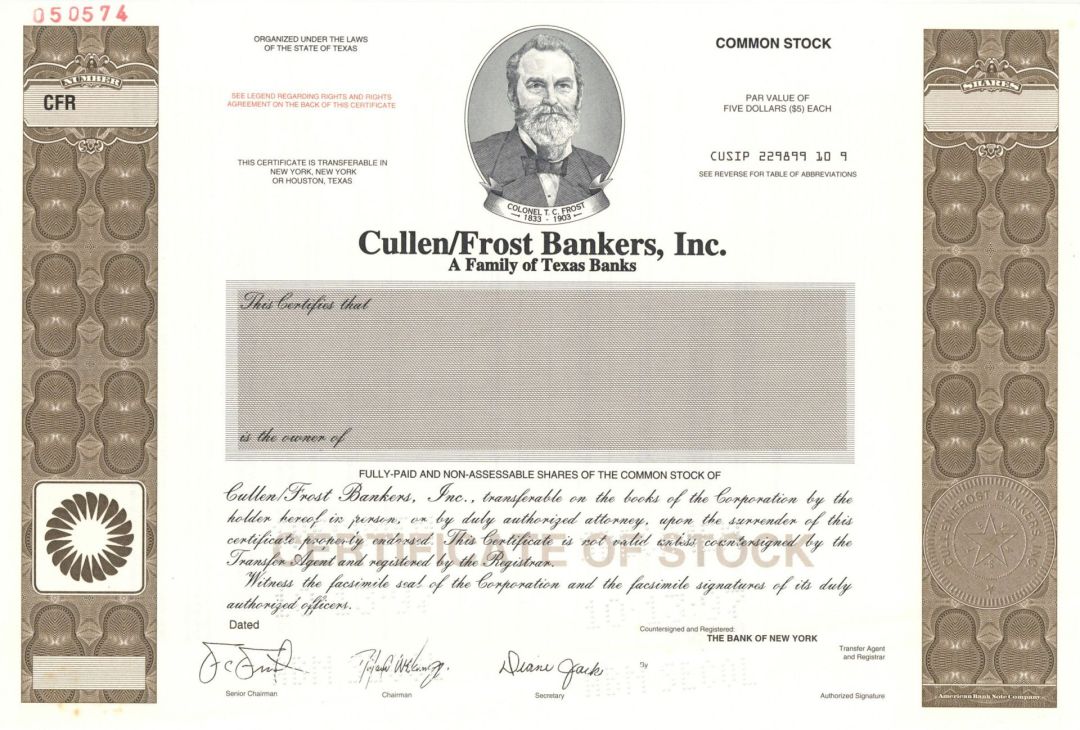 050574
NUMBER
CFR
ORGANIZED UNDER THE LAWS
OF THE STATE OF TEXAS
SEE LEGEND REGARDING RIGHTS AND RIGHTS
AGREEMENT ON THE BACK OF THIS CERTIFICATE
THIS CERTIFICATE IS TRANSFERABLE IN
NEW YORK, NEW YORK
OR HOUSTON, TEXAS
COLONEL T. C. FROST
1833 - 1903
COMMON STOCK
PAR VALUE OF
FIVE DOLLARS ($5) EACH
CUSIP 229899 10 9
SEE REVERSE FOR TABLE OF ABBREVIATIONS
SHARES
Cullen/Frost Bankers, Inc.
A Family of Texas Banks
This Certifies that
is the owner of
FULLY-PAID AND NON-ASSESSABLE SHARES OF THE COMMON STOCK OF
Cullen/Frost Bankers, Inc., transferable on the books of the Corporation by the
holder hereof in person, or by duly authorized attorney, upon the surrender of this
certificate properly endorsed. This Certificate is not valid unless countersigned by the
Transfer Agent and registered by the Registrar.
Witness the facsimile seal of the Corporation and the facsimile signatures of its duly
authorized officers.
CERTIFICATE OF STOCK
Dated
Countersigned and Registered:
THE BANK OF NEW YORK
Transfer Agent
and Registrar
By
Authorized Signature
Senior Chairman
Chairman
Diane Jack
Secretary
American Bank Note Company